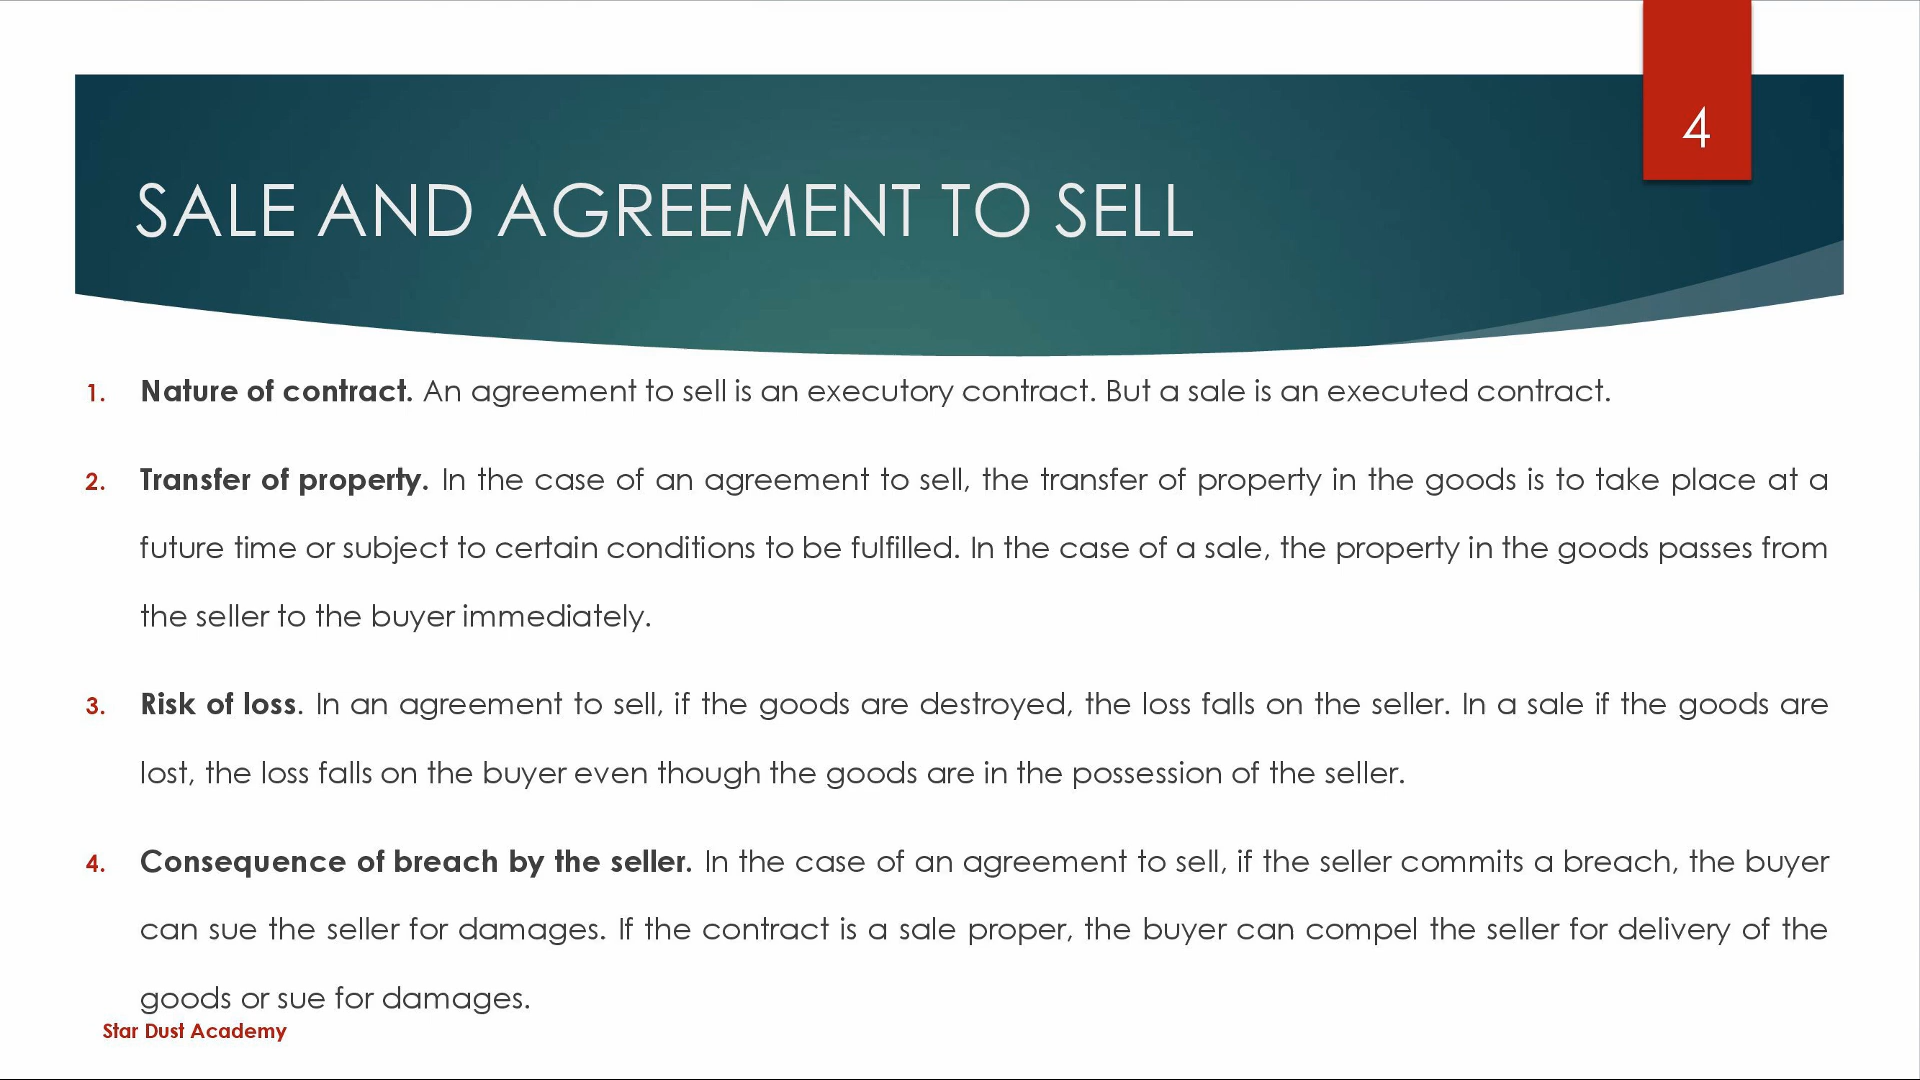 4
SALE AND AGREEMENT TO SELL
1. Nature of contract. An agreement to sell is an executory contract. But a sale is an executed contract.
2. Transfer of property. In the case of an agreement to sell, the transfer of property in the goods is to take place at a
future time or subject to certain conditions to be fulfilled. In the case of a sale, the property in the goods passes from
the seller to the buyer immediately.
3. Risk of loss. In an agreement to sell, if the goods are destroyed, the loss falls on the seller. In a sale if the goods are
lost, the loss falls on the buyer even though the goods are in the possession of the seller.
4. Consequence of breach by the seller. In the case of an agreement to sell, if the seller commits a breach, the buyer
can sue the seller for damages. If the contract is a sale proper, the buyer can compel the seller for delivery of the
goods or sue for damages.
Star Dust Academy